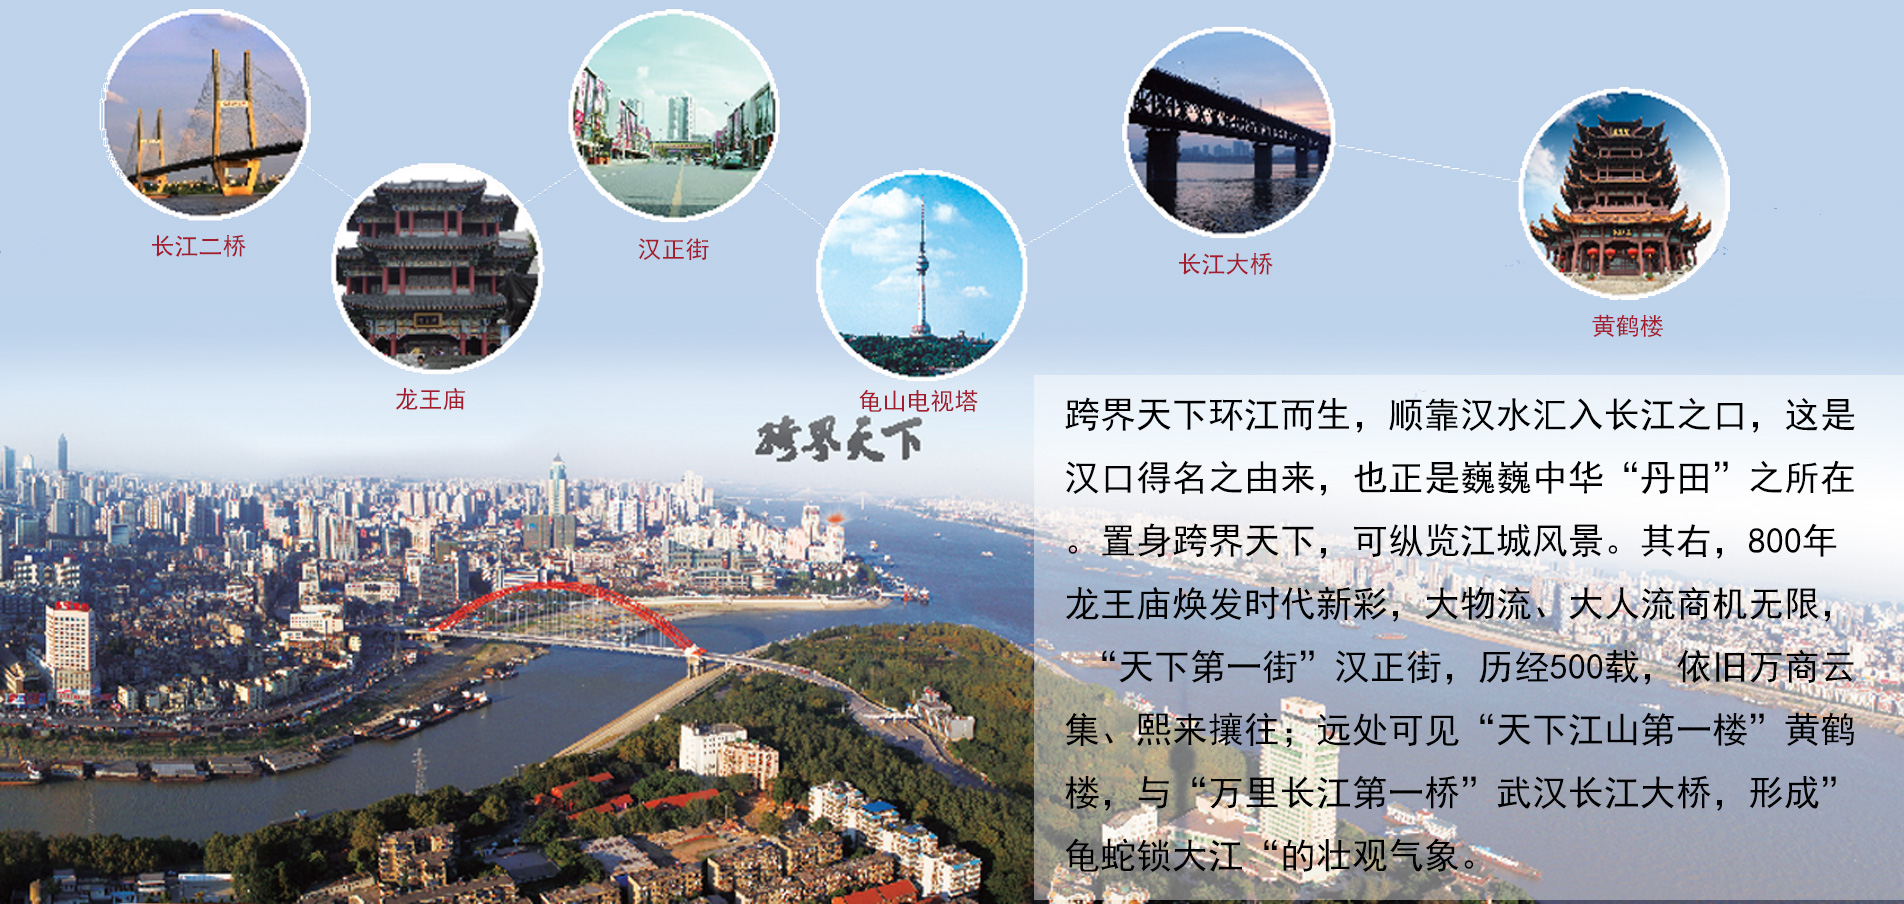 长江二桥
龙王庙
汉正街
龟山电视塔
长江大桥
黄鹤楼
跨界天下
跨界天下环江而生，顺靠汉水汇入长江之口，这是
汉口得名之由来，也正是巍巍中华“丹田”之所在
。置身跨界天下，可纵览江城风景。其右，800年
龙王庙焕发时代新彩，大物流、大人流商机无限，
“天下第一街”汉正街，历经500载，依旧万商云
集、熙来攘往；远处可见“天下江山第一楼”黄鹤
楼，与“万里长江第一桥”武汉长江大桥，形成”
龟蛇锁大江“的壮观气象。